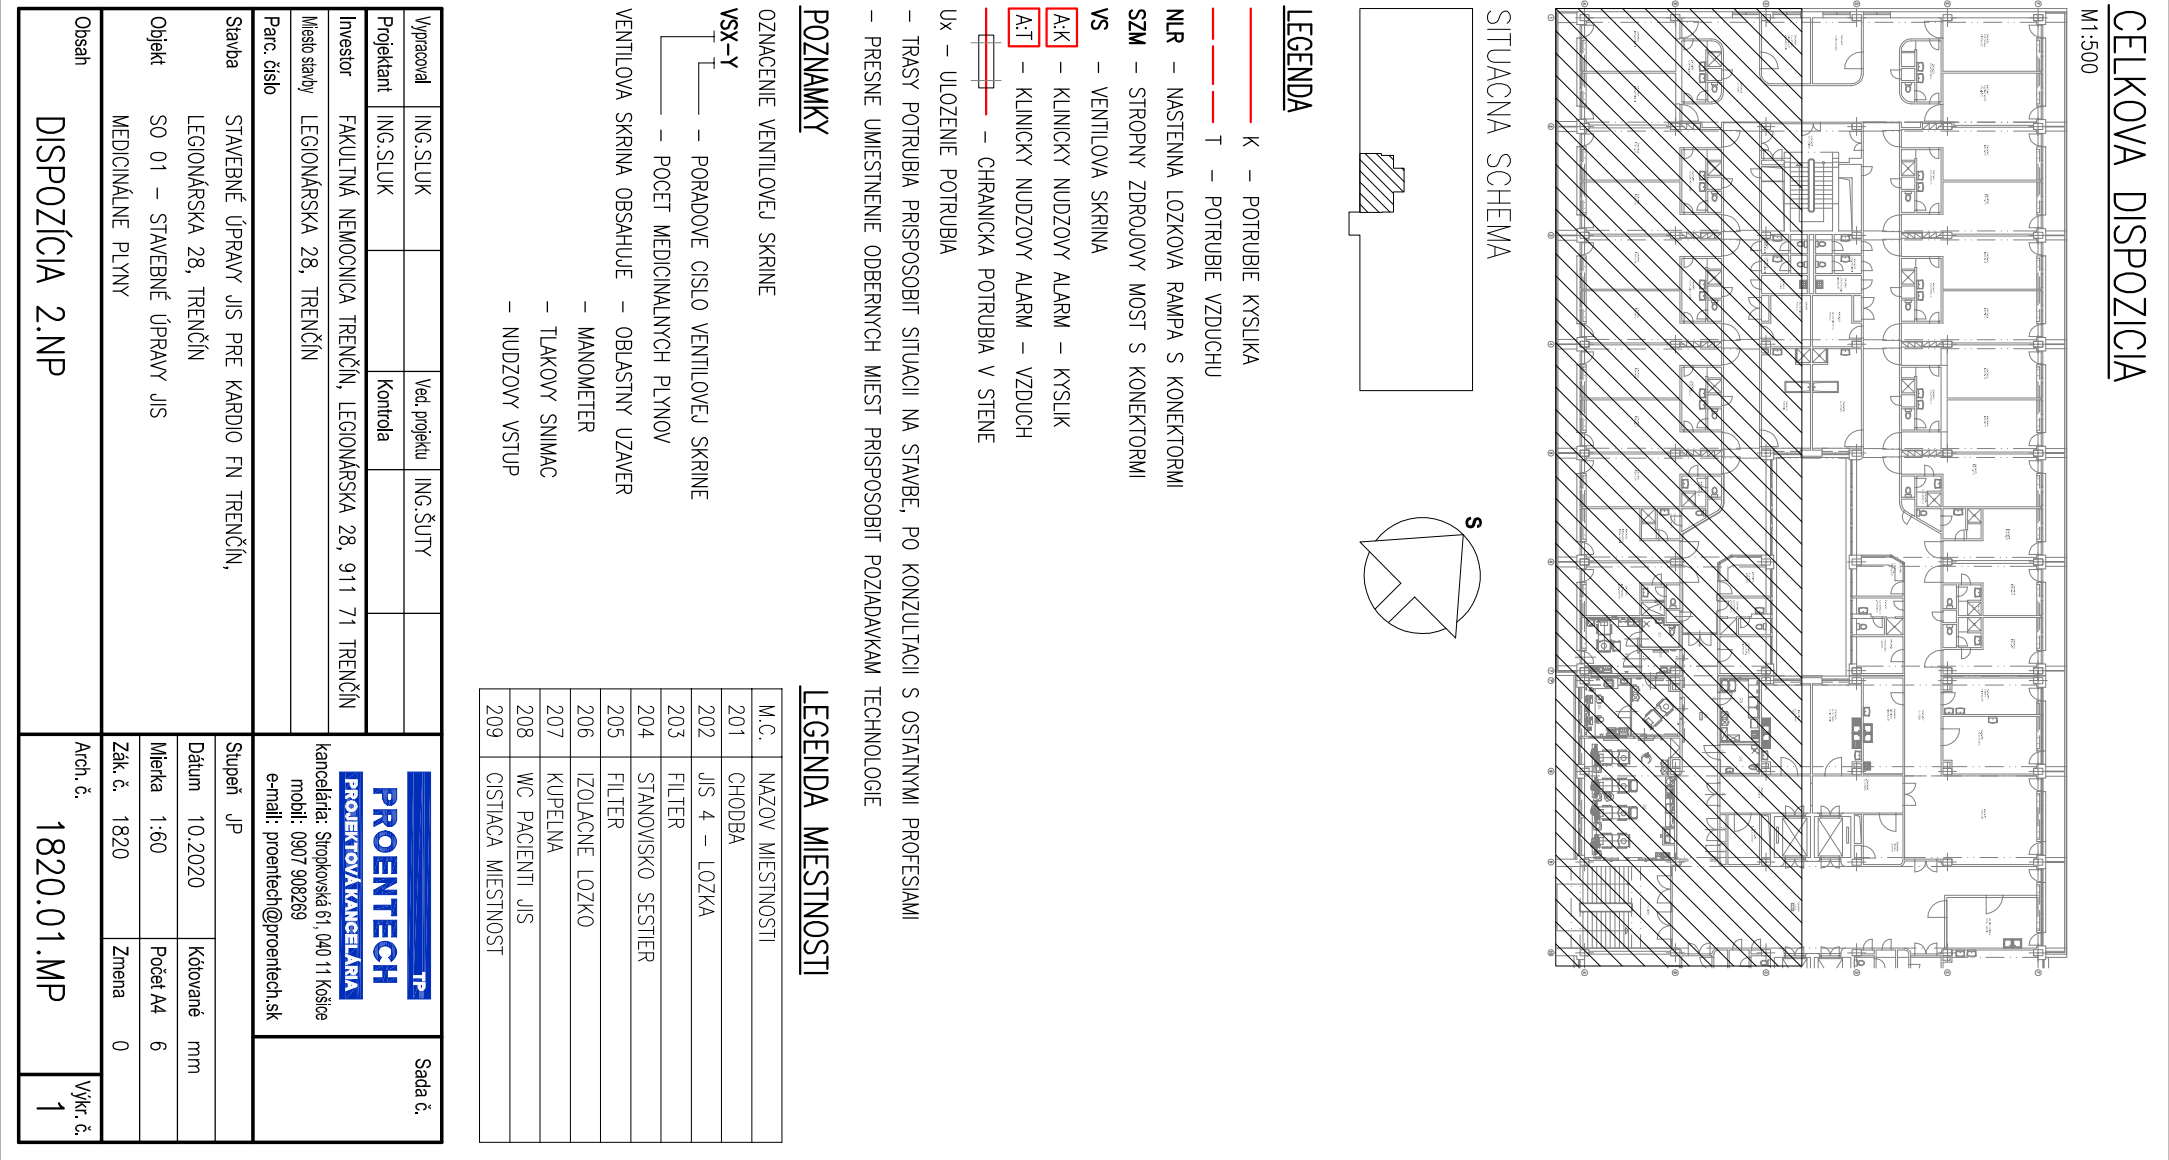 CELKOVA DISPOZICIA
M1:500
SITUACNA SCHEMA
S
LEGENDA
K - POTRUBIE KYSLIKA
T - POTRUBIE VZDUCHU
NLR - NASTENNA LOZKOVA RAMPA S KONEKTORMI
SZM - STROPNY ZDROJOVY MOST S KONEKTORMI
VS - VENTILOVA SKRINA
A:K - KLINICKY NUDZOVY ALARM - KYSLIK
A:T - KLINICKY NUDZOVY ALARM - VZDUCH
- CHRANICKA POTRUBIA V STENE
Ux - ULOZENIE POTRUBIA
- TRASY POTRUBIA PRISPOSOBIT SITUACII NA STAVBE, PO KONZULTACII S OSTATNYMI PROFESIAMI
- PRESNE UMIESTNENIE ODBERNYCH MIEST PRISPOSOBIT POZIADAVKAM TECHNOLOGIE
POZNAMKY
OZNACENIE VENTILOVEJ SKRINE
VSX-Y
- PORADOVE CISLO VENTILOVEJ SKRINE
- POCET MEDICINALNYCH PLYNOV
VENTILOVA SKRINA OBSAHUJE - OBLASTNY UZAVER
- MANOMETER
- TLAKOVY SNIMAC
- NUDZOVY VSTUP
LEGENDA MIESTNOSTI
M.C. NAZOV MIESTNOSTI
201 CHODBA
202 JIS 4 - LOZKA
203 FILTER
204 STANOVISKO SESTIER
205 FILTER
206 IZOLACNE LOZKO
207 KUPELNA
208 WC PACIENTI JIS
209 CISTIACA MIESTNOST
Vypracoval ING.SLUK Ved. projektu ING.ŠUTY
Projektant ING.SLUK Kontrola
Investor FAKULTNÁ NEMOCNICA TRENČÍN, LEGIONÁRSKA 28, 911 71 TRENČÍN
Miesto stavby LEGIONÁRSKA 28, TRENČÍN
Parc. číslo
TP
PROENTECH
PROJEKTOVÁ KANCELÁRIA
kancelária: Stropkovská 61, 040 11 Košice
mobil: 0907 908269
e-mail: proentech@proentech.sk
Sada č.
Stavba STAVEBNÉ ÚPRAVY JIS PRE KARDIO FN TRENČÍN,
LEGIONÁRSKA 28, TRENČÍN
Objekt SO 01 - STAVEBNÉ ÚPRAVY JIS
MEDICINÁLNE PLYNY
Stupeň JP
Dátum 10.2020 Kótované mm
Mierka 1:60 Počet A4 6
Zák. č. 1820 Zmena 0
Obsah
DISPOZÍCIA 2.NP
Arch. č.
1820.01.MP
Výkr. č.
1